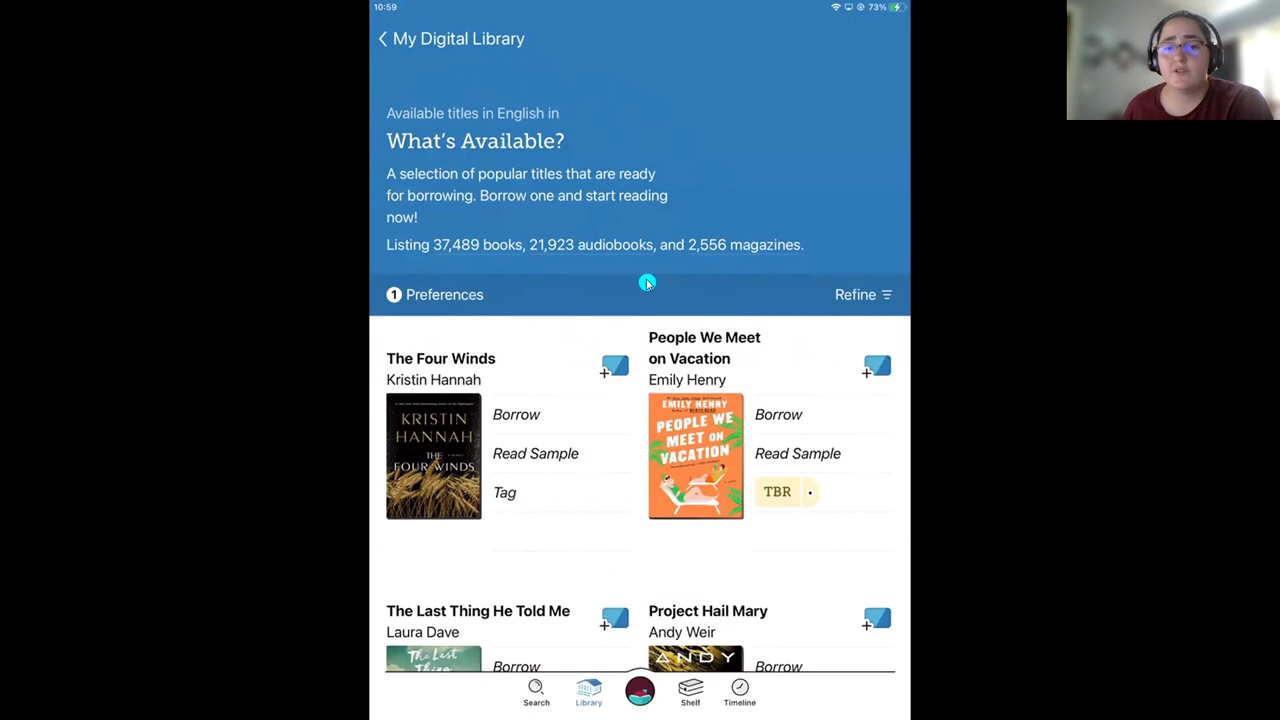 10:59
73%
My Digital Library
Available titles in English in
What's Available?
A selection of popular titles that are ready
for borrowing. Borrow one and start reading
now!
Listing 37,489 books, 21,923 audiobooks, and 2,556 magazines.
1 Preferences
Refine
The Four Winds
Kristin Hannah
KRISTIN
HANNAH
THE
FOUR WINDS
Borrow
Read Sample
Tag
People We Meet
on Vacation
Emily Henry
EMILY HENRY
PEOPLE WE
MEET ON
VACATION
Borrow
Read Sample
TBR
The Last Thing He Told Me
Laura Dave
The Last
Thing He
Borrow
Project Hail Mary
Andy Weir
ANDY
Borrow
Search
Library
Shelf
Timeline